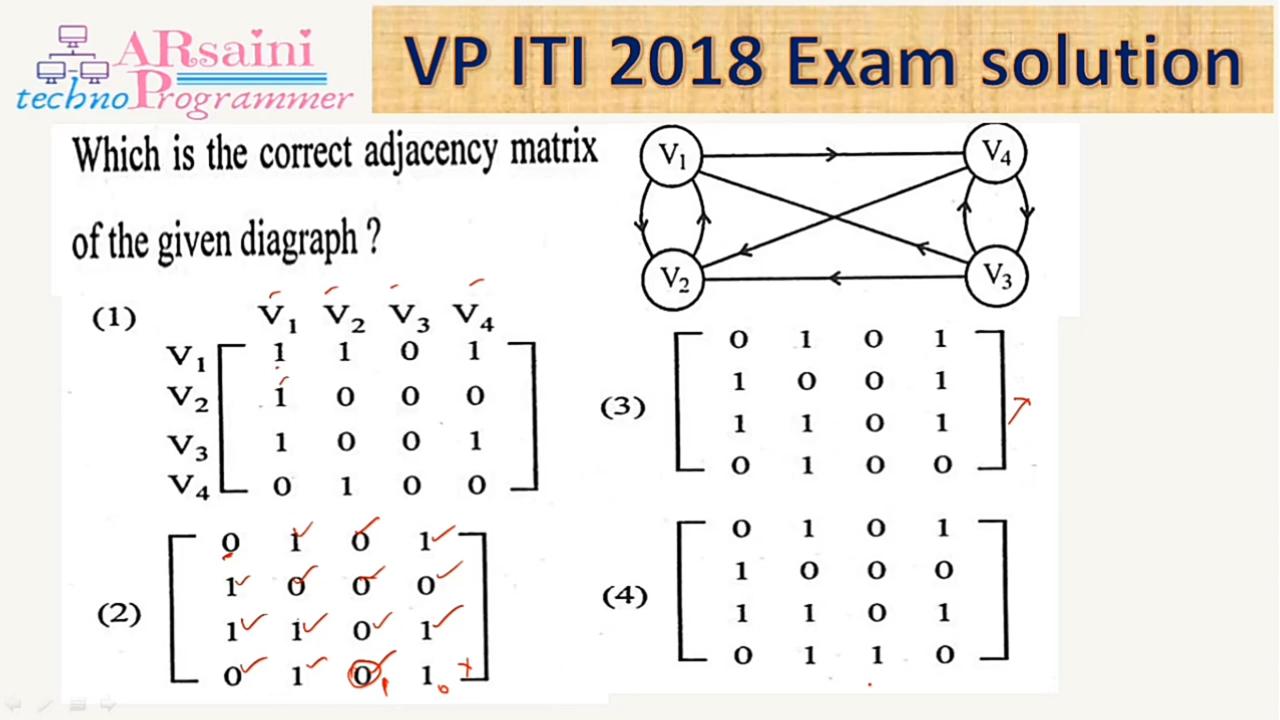 ARsaini
techno Programmer
VP ITI 2018 Exam solution
Which is the correct adjacency matrix
of the given diagraph ?
V1 V4
V2 V3
(1)
V1 V2 V3 V4
V1 1 1 0 1
V2 1 0 0 0
V3 1 0 0 1
V4 0 1 0 0
(2)
0 1 0 1
1 0 0 0
1 1 0 1
0 1 0 1
(3)
0 1 0 1
1 0 0 1
1 1 0 1
0 1 0 0
(4)
0 1 0 1
1 0 0 0
1 1 0 1
0 1 1 0